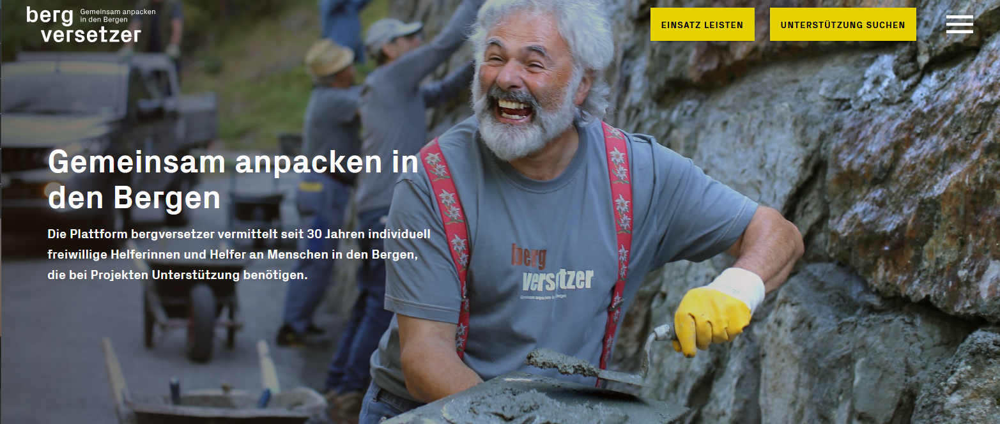 berg
Gemeinsam anpacken
in den Bergen
versetzer
EINSATZ LEISTEN
UNTERSTÜTZUNG SUCHEN
Gemeinsam anpacken in
den Bergen
Die Plattform bergversetzer vermittelt seit 30 Jahren individuell
freiwillige Helferinnen und Helfer an Menschen in den Bergen,
die bei Projekten Unterstützung benötigen.
berg
versetzer
Gemeinsam anpacken in Bergen